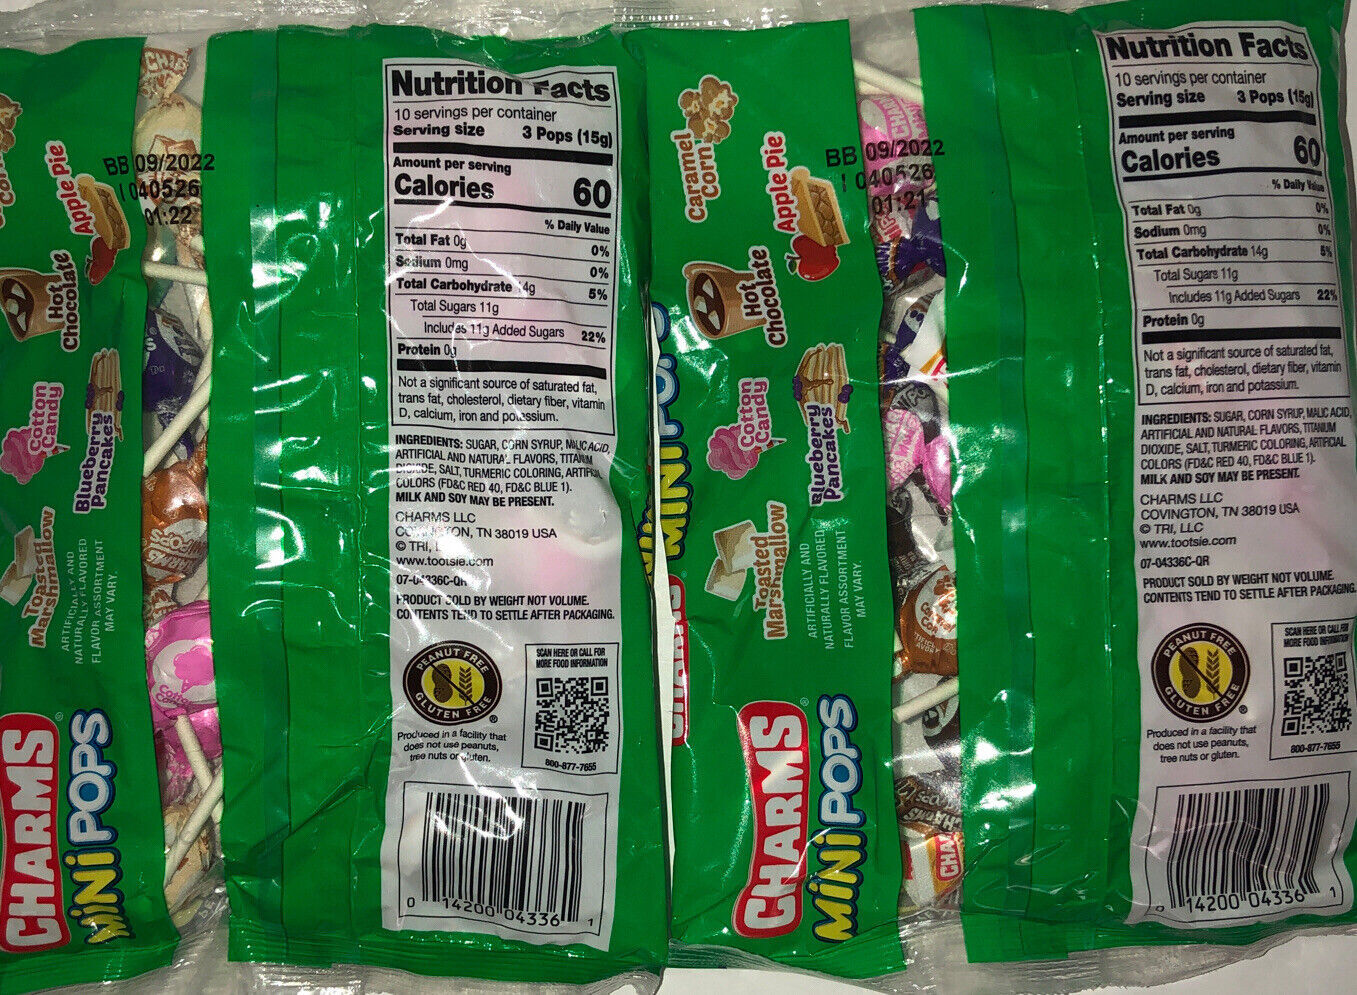 Caramel
Corn
Apple Pie
BB 09/2022
040526
01:22
Hot
Chocolate
Cotton
Candy
Blueberry
Pancakes
Toasted
Marshmallow
ARTIFICIALLY AND
NATURALLY FLAVORED
FLAVOR ASSORTMENT
MAY VARY.
CHARMS
MiNi POPS
Nutrition Facts
10 servings per container
Serving size 3 Pops (15g)
Amount per serving
Calories 60
% Daily Value
Total Fat 0g 0%
Sodium 0mg 0%
Total Carbohydrate 14g 5%
Total Sugars 11g
Includes 11g Added Sugars 22%
Protein 0g
Not a significant source of saturated fat,
trans fat, cholesterol, dietary fiber, vitamin
D, calcium, iron and potassium.
INGREDIENTS: SUGAR, CORN SYRUP, MALIC ACID,
ARTIFICIAL AND NATURAL FLAVORS, TITANIUM
DIOXIDE, SALT, TURMERIC COLORING, ARTIFICIAL
COLORS (FD&C RED 40, FD&C BLUE 1).
MILK AND SOY MAY BE PRESENT.
CHARMS LLC
COVINGTON, TN 38019 USA
© TRI, L
www.tootsie.com
07-04336C-QR
PRODUCT SOLD BY WEIGHT NOT VOLUME.
CONTENTS TEND TO SETTLE AFTER PACKAGING.
PEANUT FREE
GLUTEN FREE
Produced in a facility that
does not use peanuts,
tree nuts or gluten.
SCAN HERE OR CALL FOR
MORE FOOD INFORMATION
800-877-7655
0 14200 04336 1
MiNi POPS
CHARMS
Caramel
Corn
Apple Pie
BB 09/2022
040526
01:21
Hot
Chocolate
Cotton
Candy
Blueberry
Pancakes
Toasted
Marshmallow
ARTIFICIALLY AND
NATURALLY FLAVORED
FLAVOR ASSORTMENT
MAY VARY.
CHARMS
MiNi POPS
Nutrition Facts
10 servings per container
Serving size 3 Pops (15g)
Amount per serving
Calories 60
% Daily Value
Total Fat 0g 0%
Sodium 0mg 0%
Total Carbohydrate 14g 5%
Total Sugars 11g
Includes 11g Added Sugars 22%
Protein 0g
Not a significant source of saturated fat,
trans fat, cholesterol, dietary fiber, vitamin
D, calcium, iron and potassium.
INGREDIENTS: SUGAR, CORN SYRUP, MALIC ACID,
ARTIFICIAL AND NATURAL FLAVORS, TITANIUM
DIOXIDE, SALT, TURMERIC COLORING, ARTIFICIAL
COLORS (FD&C RED 40, FD&C BLUE 1).
MILK AND SOY MAY BE PRESENT.
CHARMS LLC
COVINGTON, TN 38019 USA
© TRI, LLC
www.tootsie.com
07-04336C-QR
PRODUCT SOLD BY WEIGHT NOT VOLUME.
CONTENTS TEND TO SETTLE AFTER PACKAGING.
PEANUT FREE
GLUTEN FREE
Produced in a facility that
does not use peanuts,
tree nuts or gluten.
SCAN HERE OR CALL FOR
MORE FOOD INFORMATION
800-877-7655
0 14200 04336 1